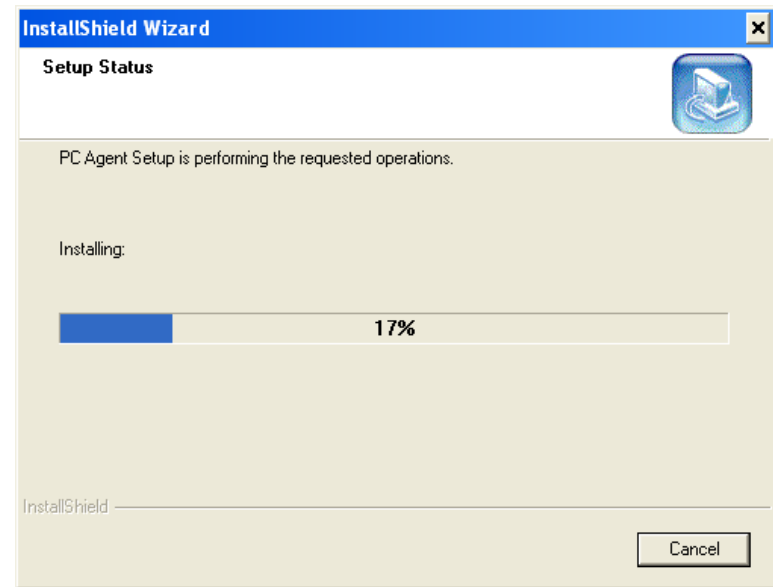 InstallShield Wizard
Setup Status
PC Agent Setup is performing the requested operations.
Installing:
17%
InstallShield
Cancel